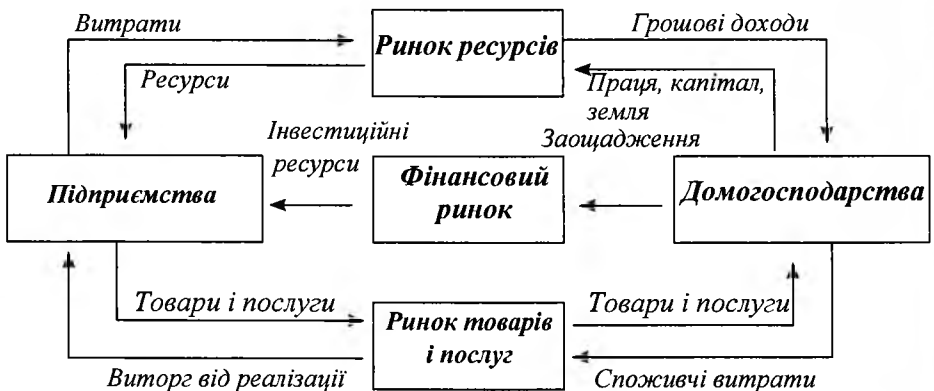 Витрати
Ринок ресурсів
Грошові доходи
Ресурси
Праця, капітал,
земля
Інвестиційні
ресурси
Заощадження
Підприємства
Фінансовий
ринок
Домогосподарства
Товари і послуги
Ринок товарів
і послуг
Товари і послуги
Виторг від реалізації
Споживчі витрати